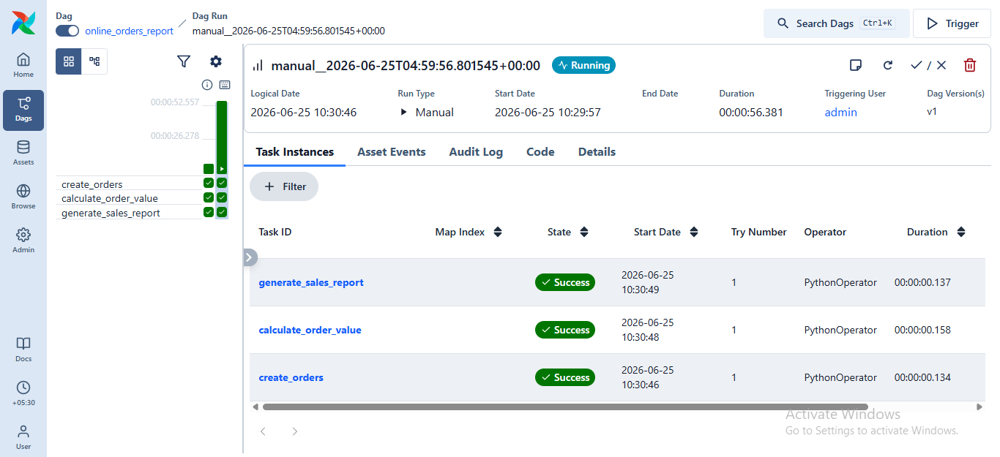 Dag
online_orders_report
Dag Run
manual__2026-06-25T04:59:56.801545+00:00
Search Dags Ctrl+K
Trigger
Home
Dags
Assets
Browse
Admin
Docs
+05:30
User
00:00:52.557
00:00:26.278
create_orders
calculate_order_value
generate_sales_report
manual__2026-06-25T04:59:56.801545+00:00 Running
/
Logical Date Run Type Start Date End Date Duration Triggering User Dag Version(s)
2026-06-25 10:30:46 Manual 2026-06-25 10:29:57 00:00:56.381 admin v1
Task Instances Asset Events Audit Log Code Details
+ Filter
Task ID Map Index State Start Date Try Number Operator Duration
generate_sales_report Success 2026-06-25 10:30:49 1 PythonOperator 00:00:00.137
calculate_order_value Success 2026-06-25 10:30:48 1 PythonOperator 00:00:00.158
create_orders Success 2026-06-25 10:30:46 1 PythonOperator 00:00:00.134
Activate Windows
Go to Settings to activate Windows.